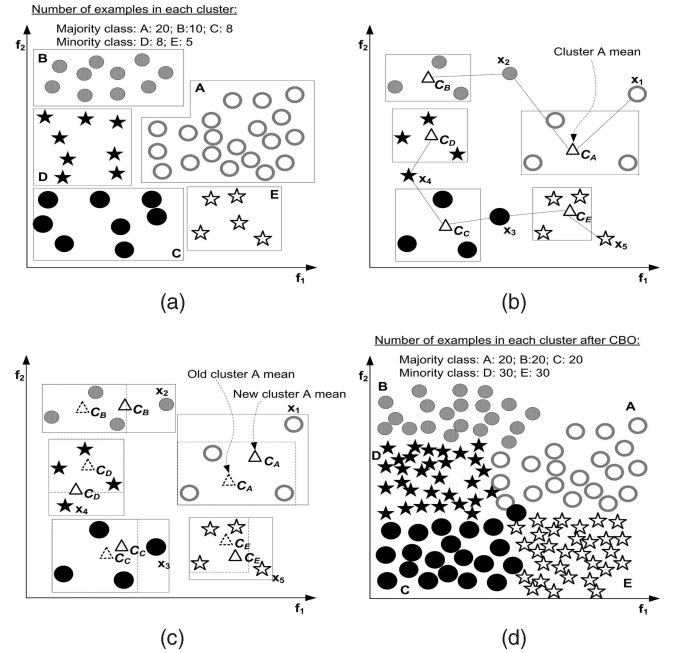 Number of examples in each cluster:
Majority class: A: 20; B:10; C: 8
Minority class: D: 8; E: 5
f2
B
A
D
E
C
f1
(a)
f2
x2
Cluster A mean
x1
CB
CD
CA
x4
CE
CC
x3
x5
f1
(b)
f2
Old cluster A mean
x2
New cluster A mean
x1
CB
CB
CA
CD
CA
CD
x4
CC
CE
CC
x3
CE
x5
f1
(c)
Number of examples in each cluster after CBO:
Majority class: A: 20; B:20; C: 20
Minority class: D: 30; E: 30
f2
B
A
D
C
E
f1
(d)